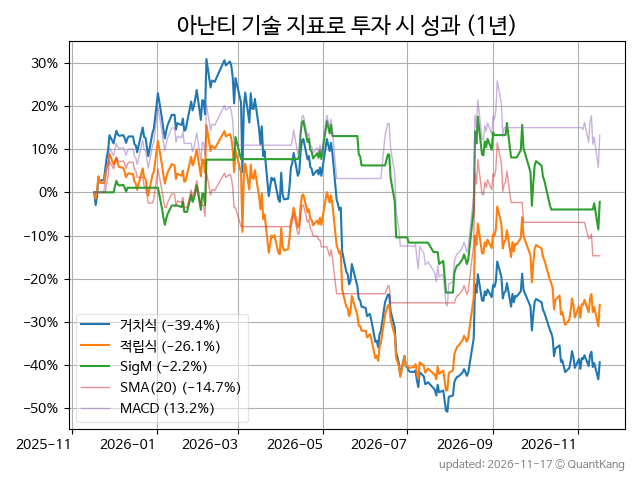 아난티 기술 지표로 투자 시 성과 (1년)
30%
20%
10%
0%
−10%
−20%
−30%
−40%
−50%
거치식 (−39.4%)
적립식 (−26.1%)
SigM (−2.2%)
SMA(20) (−14.7%)
MACD (13.2%)
2025-11 2026-01 2026-03 2026-05 2026-07 2026-09 2026-11
updated: 2026-11-17 © QuantKang